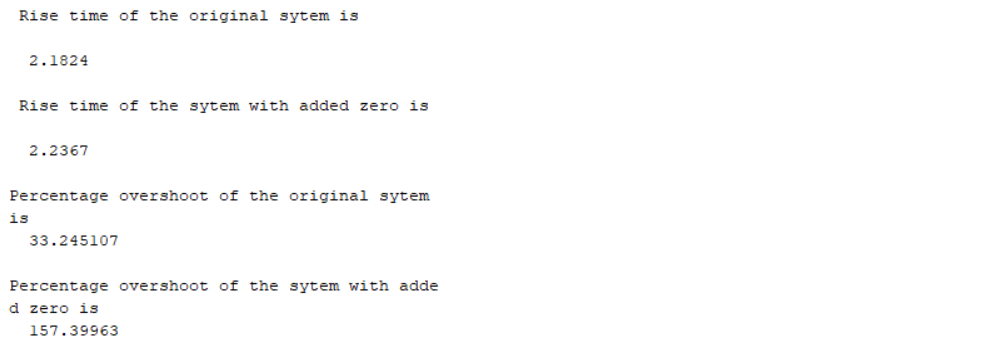 Rise time of the original sytem is
2.1824
Rise time of the sytem with added zero is
2.2367
Percentage overshoot of the original sytem
is
33.245107
Percentage overshoot of the sytem with adde
d zero is
157.39963